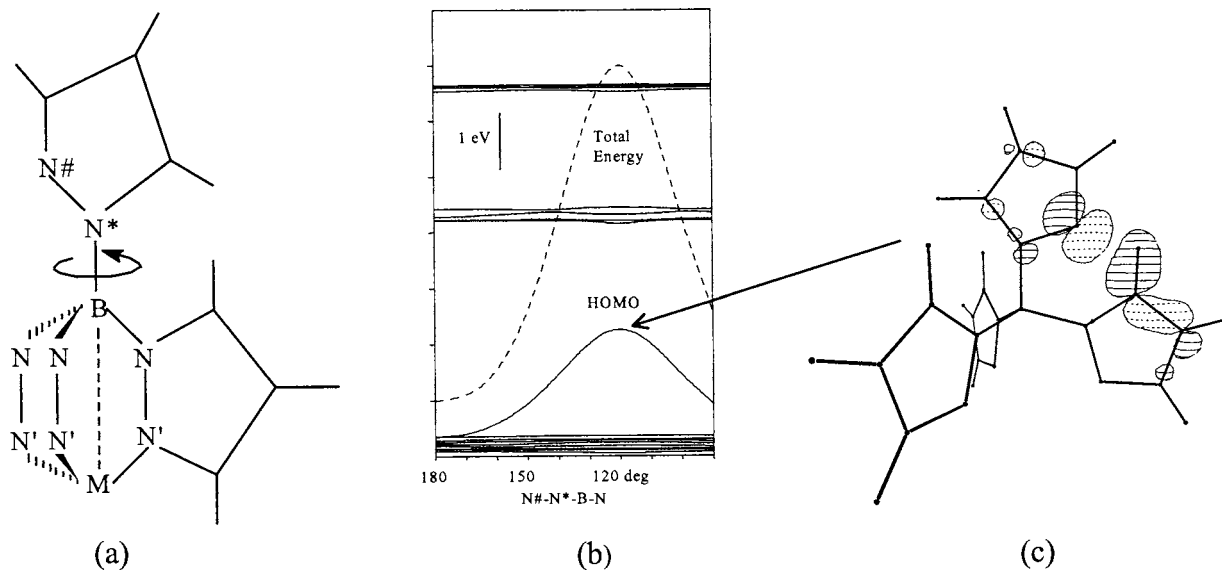 N#
N*
B
N N N
N' N' N'
M
(a)
1 eV
Total
Energy
HOMO
180 150 120 deg
N#-N*-B-N
(b)
(c)